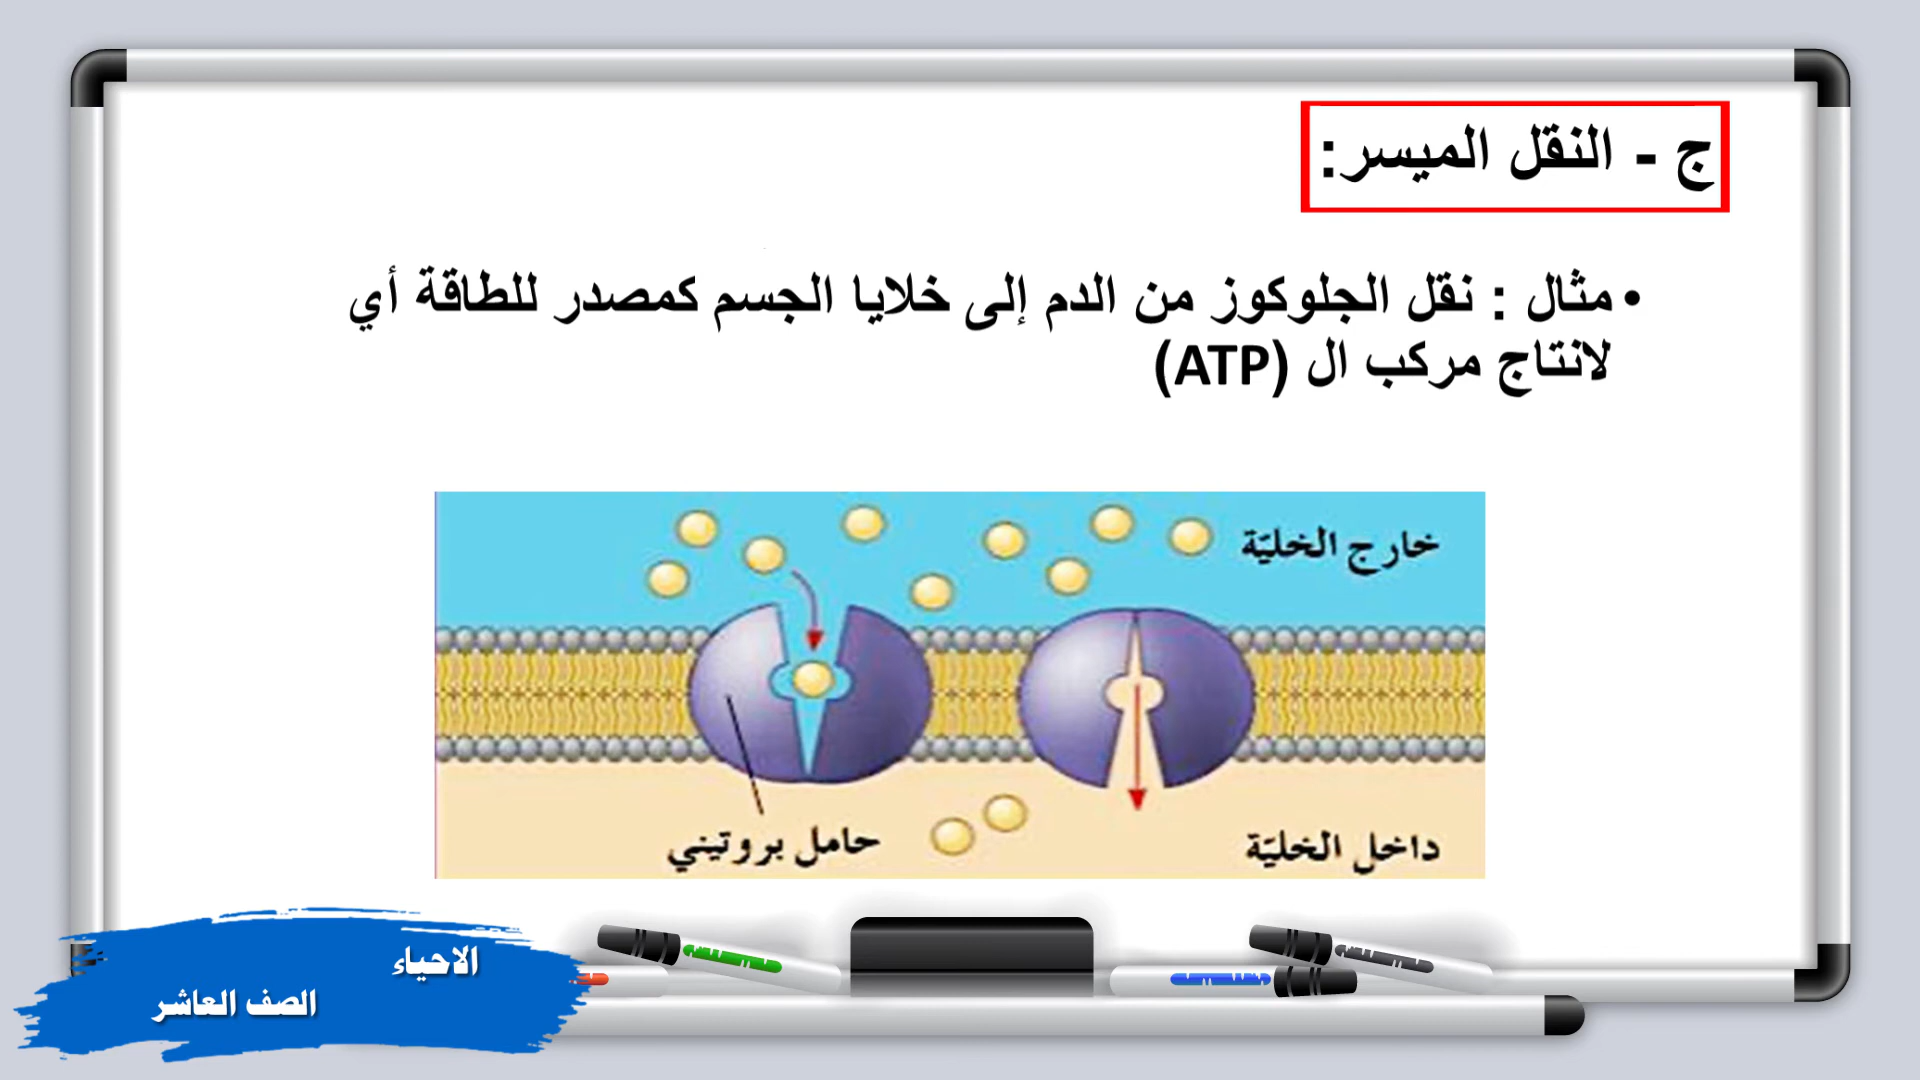 ج - النقل الميسر:
• مثال : نقل الجلوكوز من الدم إلى خلايا الجسم كمصدر للطاقة أي
لانتاج مركب ال (ATP)
خارج الخليّة
حامل بروتيني
داخل الخليّة
الاحياء
الصف العاشر